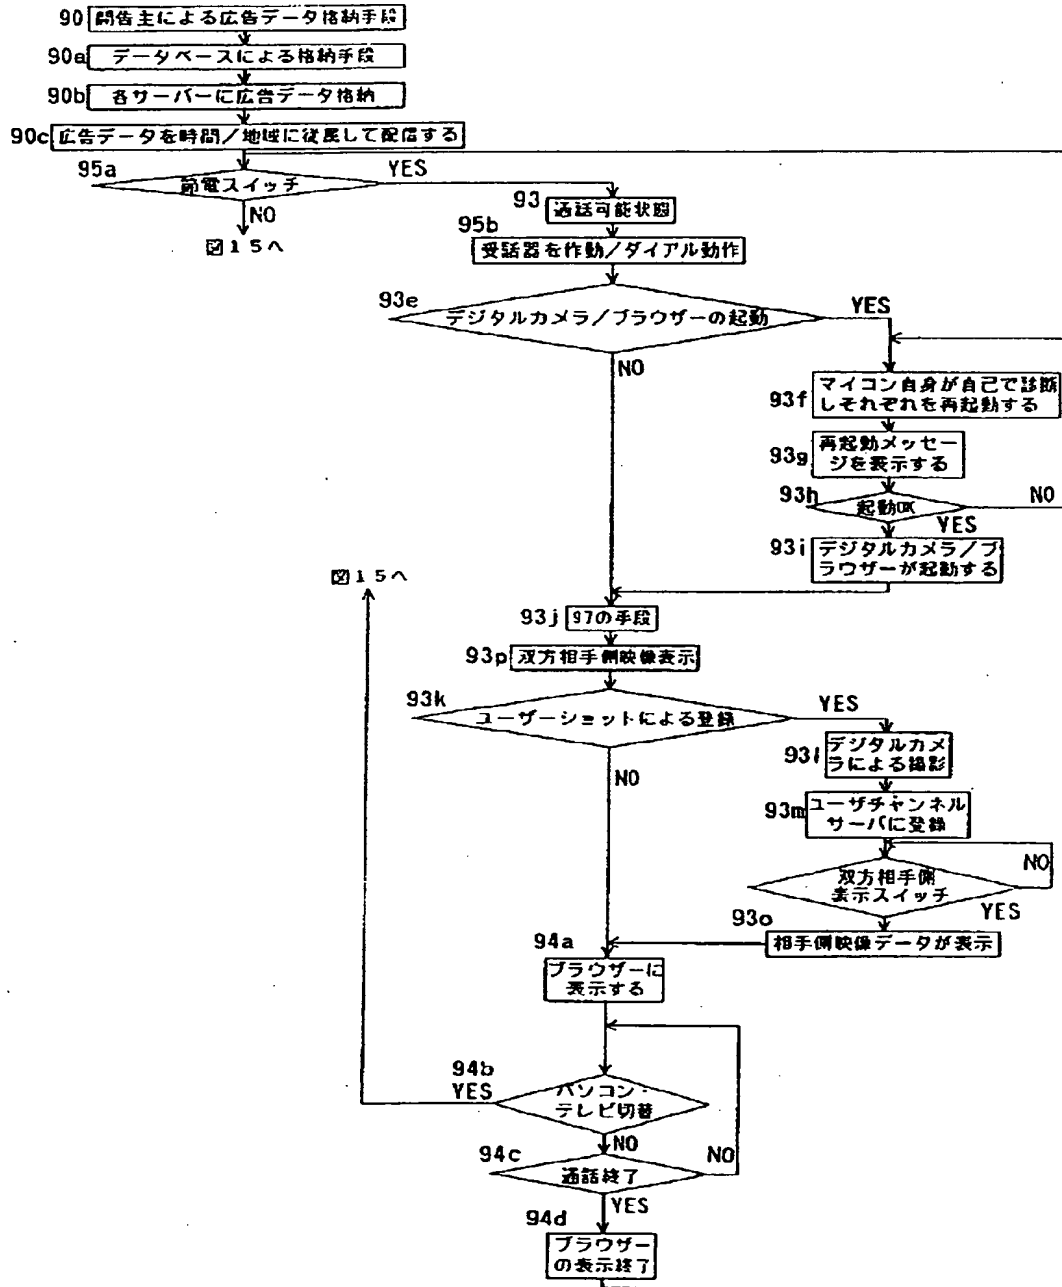 90 開告主による広告データ格納手段
90a データベースによる格納手段
90b 各サーバーに広告データ格納
90c 広告データを時間／地域に従属して配信する
95a
節電スイッチ
YES
NO
図15へ
93 通話可能状態
95b
受話器を作動／ダイアル動作
93e
デジタルカメラ／ブラウザーの起動
YES
NO
93f
マイコン自身が自己で診断
しそれぞれを再起動する
93g
再起動メッセー
ジを表示する
93h
起動OK
NO
YES
93i
デジタルカメラ／ブ
ラウザーが起動する
図15へ
93j 97の手段
93p 双方相手側映像表示
93k
ユーザーショットによる登録
YES
NO
93l
デジタルカメ
ラによる撮影
93m
ユーザチャンネル
サーバに登録
双方相手側
表示スイッチ
NO
YES
93o
相手側映像データが表示
94a
ブラウザーに
表示する
94b
パソコン・
テレビ切替
YES
NO
94c
通話終了
NO
YES
94d
ブラウザー
の表示終了